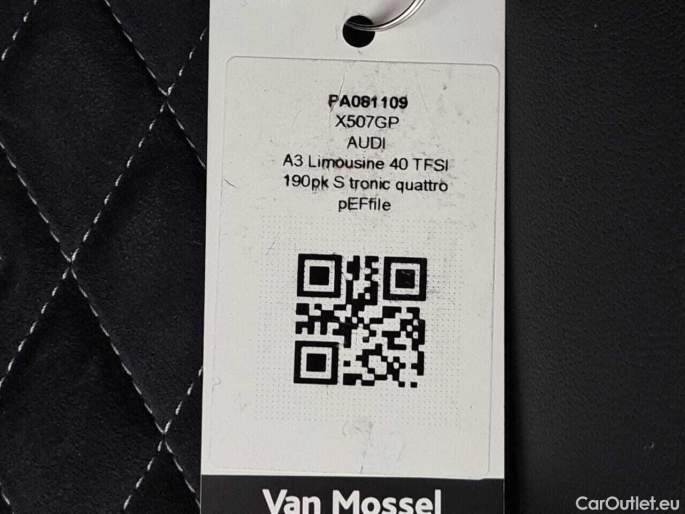 PA081109
X507GP
AUDI
A3 Limousine 40 TFSI
190pk S tronic quattro
pEFfile
Van Mossel
CarOutlet.eu